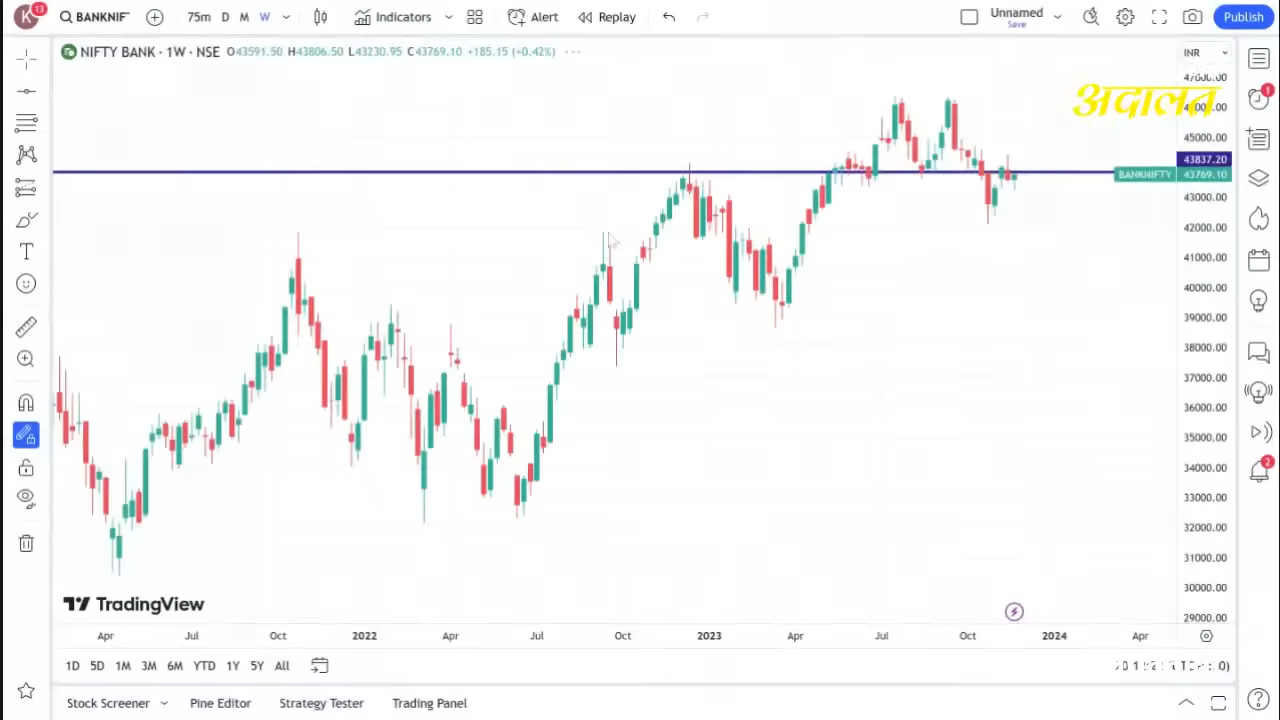 K 13 BANKNIF 75m D M W Indicators Alert Replay Unnamed Save Publish
NIFTY BANK · 1W · NSE O43591.50 H43806.50 L43230.95 C43769.10 +185.15 (+0.42%) ···
INR
47000.00
अदालत
46000.00
45000.00
43837.20
BANKNIFTY 43769.10
43000.00
42000.00
41000.00
40000.00
39000.00
38000.00
37000.00
36000.00
35000.00
34000.00
33000.00
32000.00
31000.00
30000.00
29000.00
1
2
TradingView
Apr Jul Oct 2022 Apr Jul Oct 2023 Apr Jul Oct 2024 Apr
1D 5D 1M 3M 6M YTD 1Y 5Y All
Stock Screener Pine Editor Strategy Tester Trading Panel